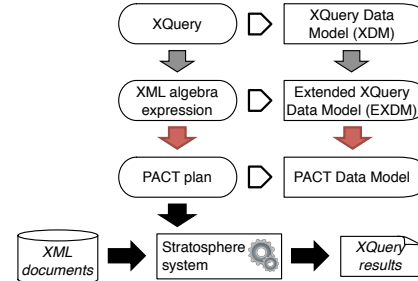 XQuery
XQuery Data
Model (XDM)
XML algebra
expression
Extended XQuery
Data Model (EXDM)
PACT plan
PACT Data Model
XML
documents
Stratosphere
system
XQuery
results